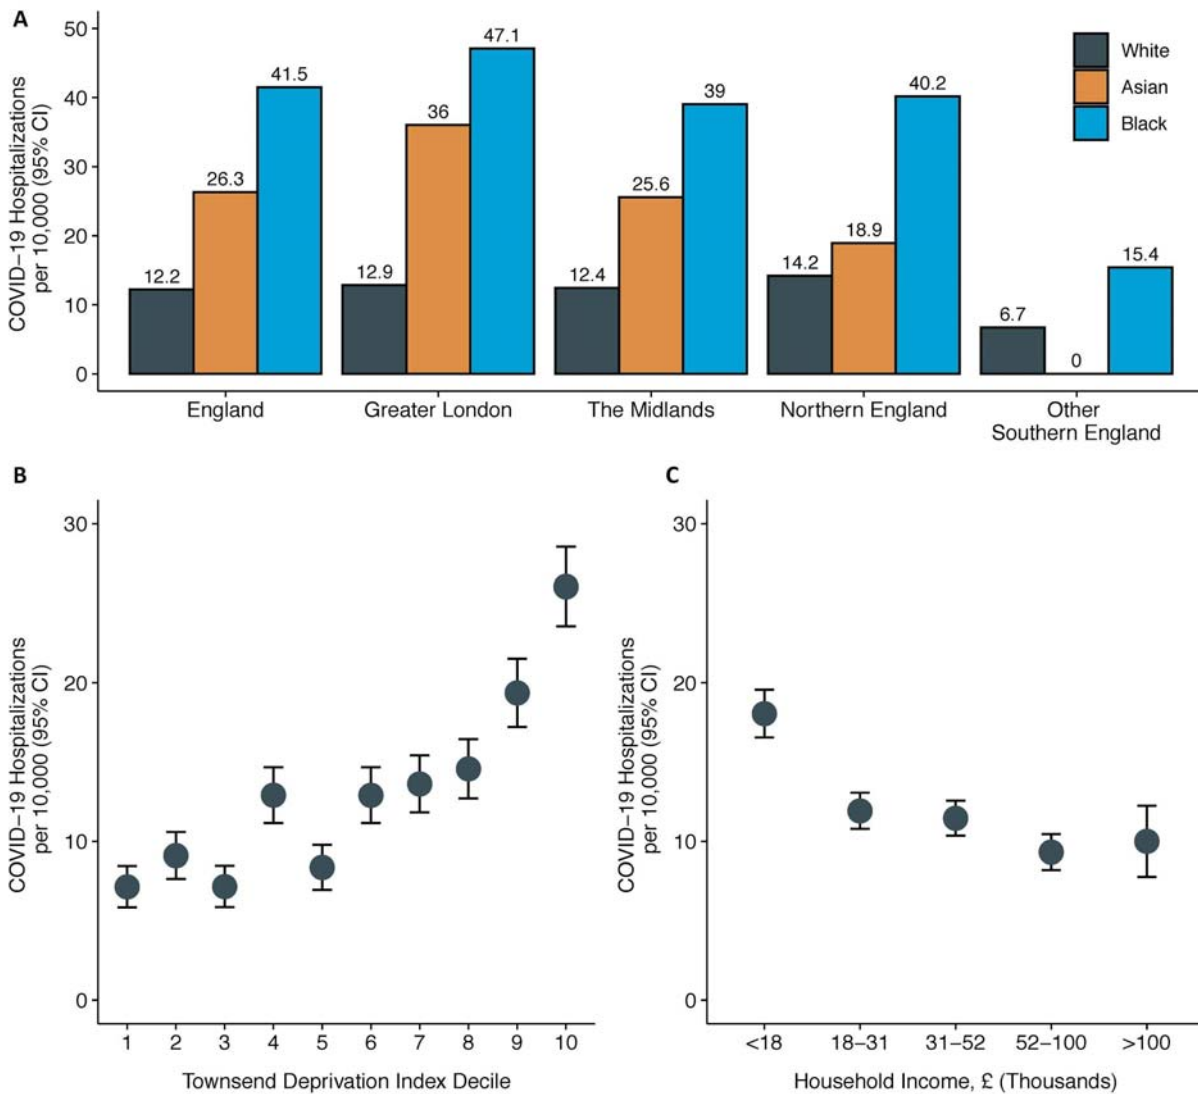 A
COVID−19 Hospitalizations
per 10,000 (95% CI)
50
40
30
20
10
0
12.2
26.3
41.5
12.9
36
47.1
12.4
25.6
39
14.2
18.9
40.2
6.7
0
15.4
White
Asian
Black
England
Greater London
The Midlands
Northern England
Other
Southern England
B
COVID−19 Hospitalizations
per 10,000 (95% CI)
30
20
10
0
1 2 3 4 5 6 7 8 9 10
Townsend Deprivation Index Decile
C
COVID−19 Hospitalizations
per 10,000 (95% CI)
30
20
10
0
<18 18−31 31−52 52−100 >100
Household Income, £ (Thousands)